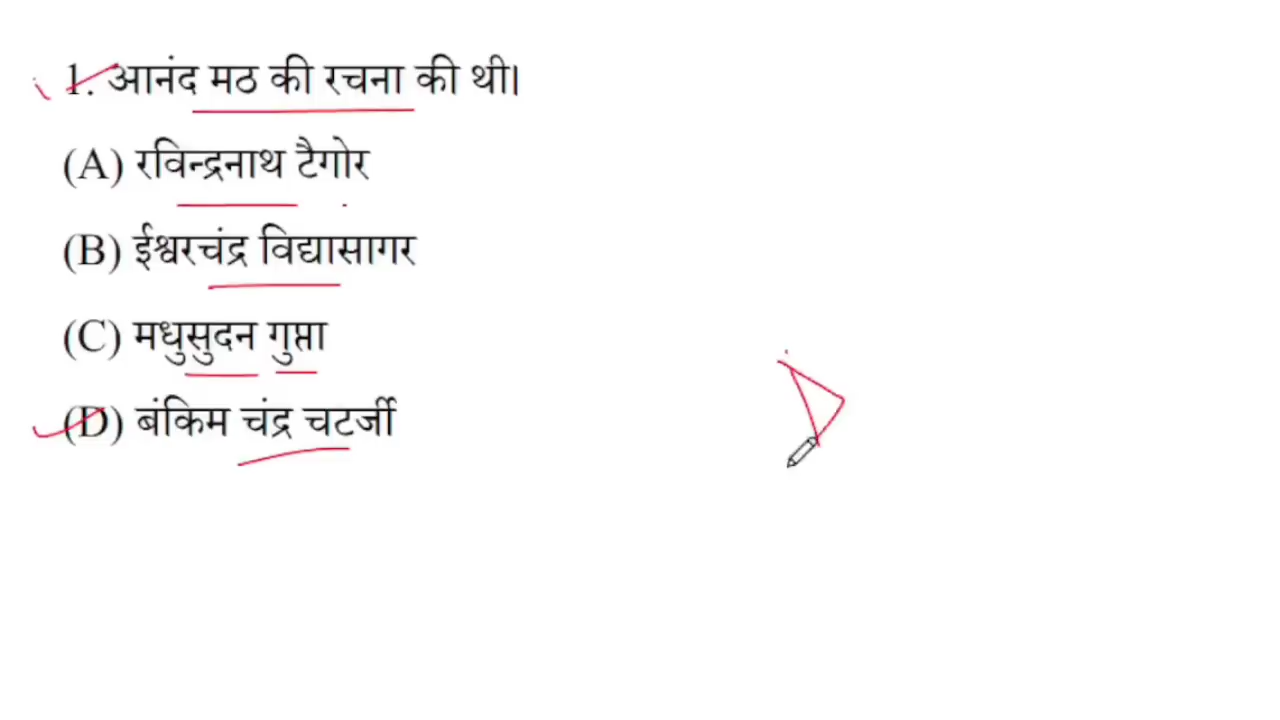 1. आनंद मठ की रचना की थी।
(A) रविन्द्रनाथ टैगोर
(B) ईश्वरचंद्र विद्यासागर
(C) मधुसुदन गुप्ता
(D) बंकिम चंद्र चटर्जी